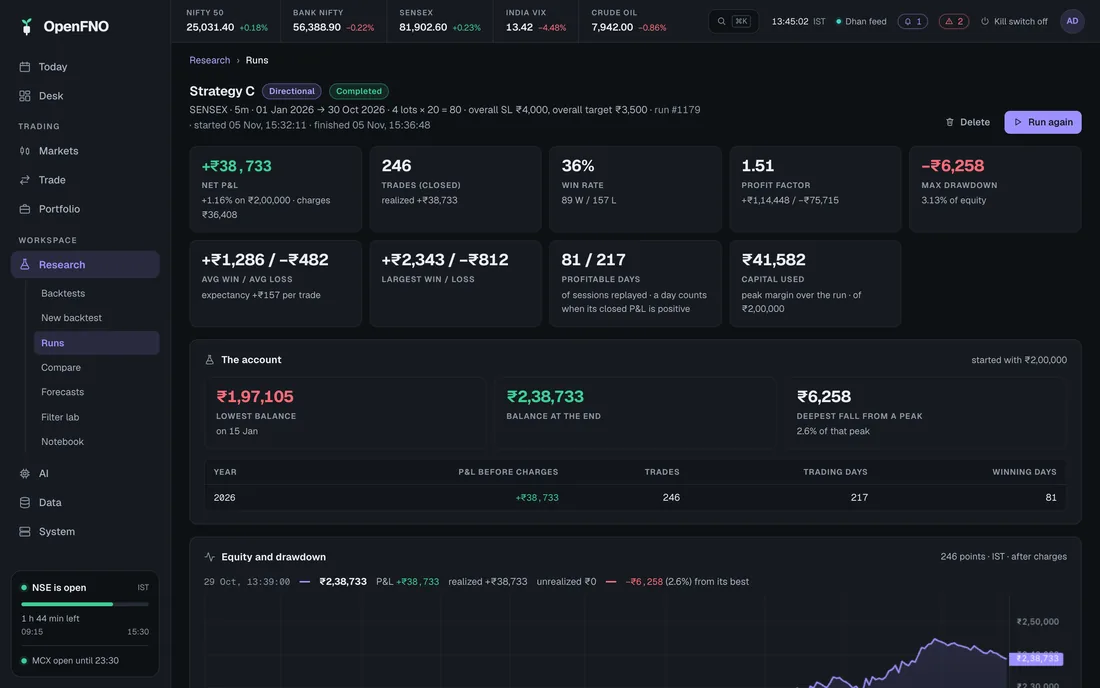 OpenFNO
NIFTY 50
25,031.40 +0.18%
BANK NIFTY
56,388.90 −0.22%
SENSEX
81,902.60 +0.23%
INDIA VIX
13.42 −4.48%
CRUDE OIL
7,942.00 −0.86%
⌘K
13:45:02 IST
Dhan feed
1
2
Kill switch off
AD
Today
Desk
TRADING
Markets
Trade
Portfolio
WORKSPACE
Research
Backtests
New backtest
Runs
Compare
Forecasts
Filter lab
Notebook
AI
Data
System
NSE is open IST
1 h 44 min left
09:15 15:30
MCX open until 23:30
Research › Runs
Strategy C Directional Completed
SENSEX · 5m · 01 Jan 2026 → 30 Oct 2026 · 4 lots × 20 = 80 · overall SL ₹4,000, overall target ₹3,500 · run #1179
· started 05 Nov, 15:32:11 · finished 05 Nov, 15:36:48
Delete
Run again
+₹38,733
NET P&L
+1.16% on ₹2,00,000 · charges
₹36,408
246
TRADES (CLOSED)
realized +₹38,733
36%
WIN RATE
89 W / 157 L
1.51
PROFIT FACTOR
+₹1,14,448 / −₹75,715
−₹6,258
MAX DRAWDOWN
3.13% of equity
+₹1,286 / −₹482
AVG WIN / AVG LOSS
expectancy +₹157 per trade
+₹2,343 / −₹812
LARGEST WIN / LOSS
81 / 217
PROFITABLE DAYS
of sessions replayed · a day counts
when its closed P&L is positive
₹41,582
CAPITAL USED
peak margin over the run · of
₹2,00,000
The account
started with ₹2,00,000
₹1,97,105
LOWEST BALANCE
on 15 Jan
₹2,38,733
BALANCE AT THE END
₹6,258
DEEPEST FALL FROM A PEAK
2.6% of that peak
YEAR P&L BEFORE CHARGES TRADES TRADING DAYS WINNING DAYS
2026 +₹38,733 246 217 81
Equity and drawdown
246 points · IST · after charges
29 Oct, 13:39:00 ₹2,38,733 P&L +₹38,733 realized +₹38,733 unrealized ₹0 −₹6,258 (2.6%) from its best
₹2,50,000
₹2,38,733
₹2,30,000